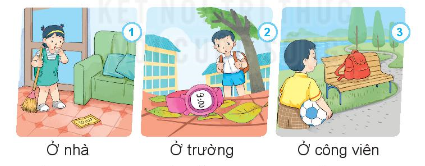 1
2
3
Ở nhà
Ở trường
Ở công viên